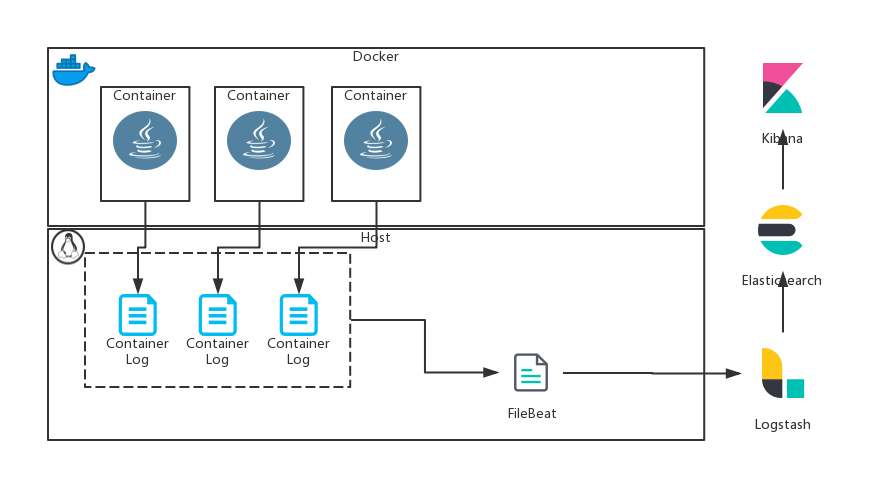 Docker
Container
Container
Container
Kibana
Host
Elasticsearch
Container
Log
Container
Log
Container
Log
FileBeat
Logstash